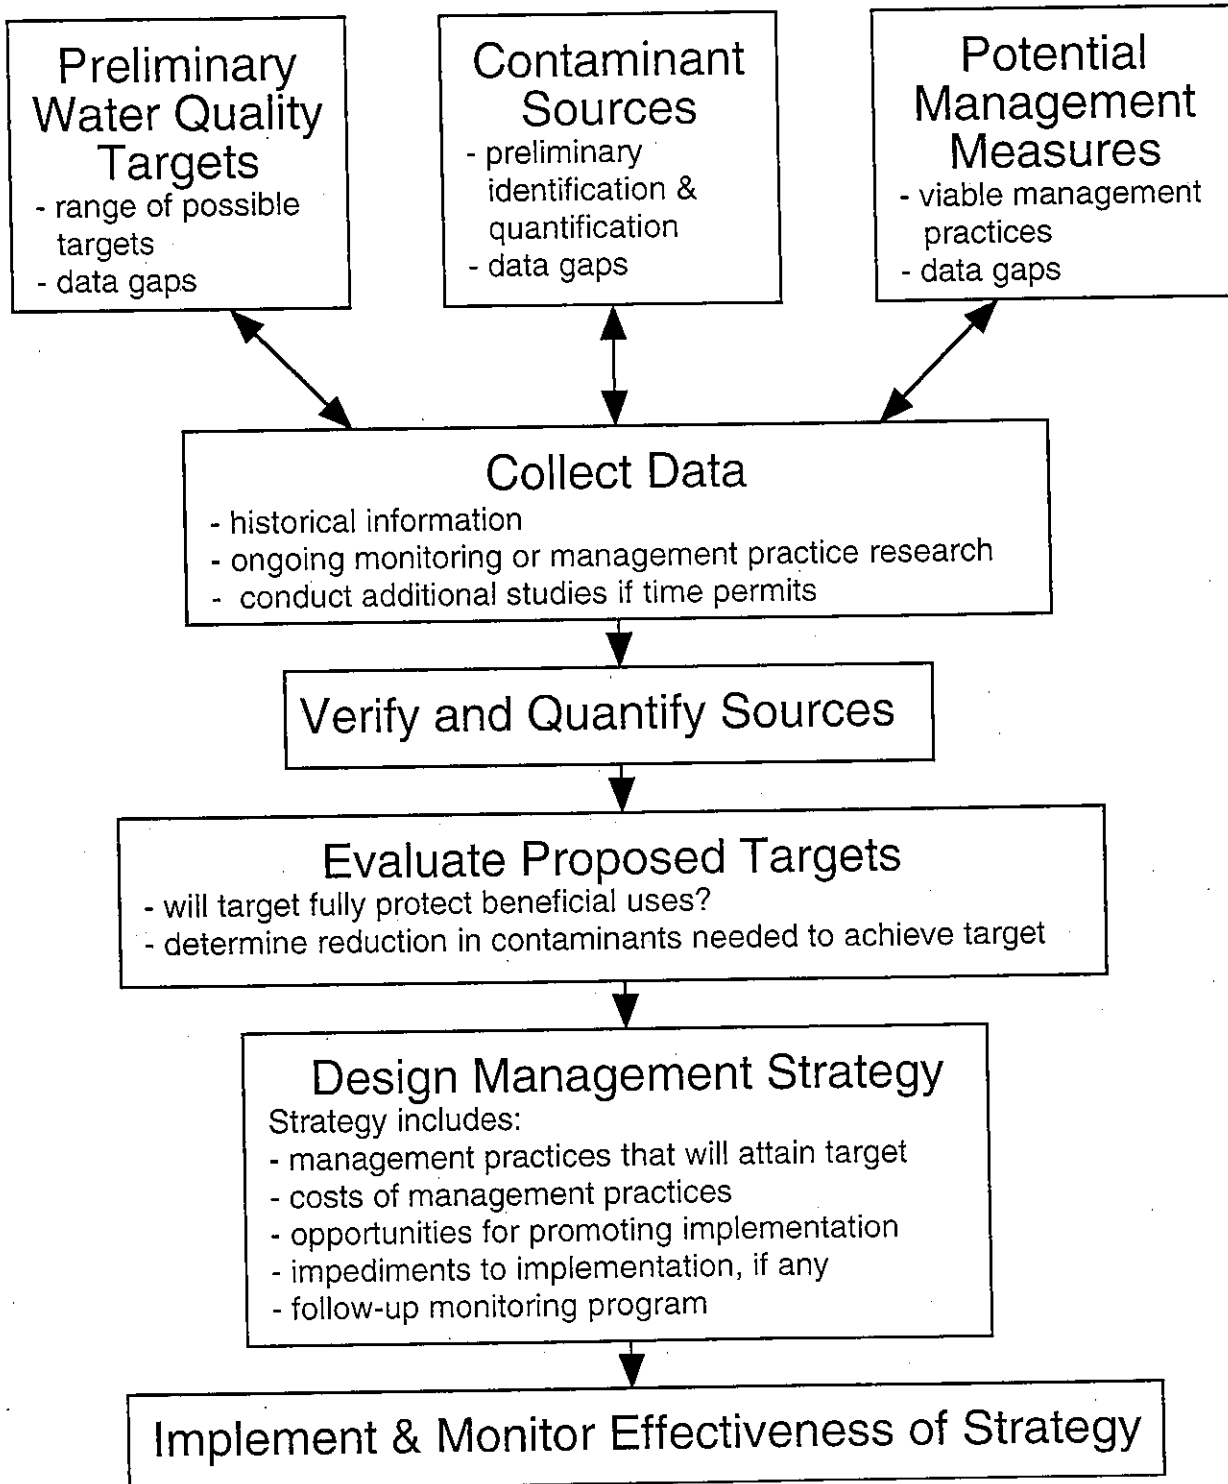 Preliminary
Water Quality
Targets
- range of possible
targets
- data gaps
Contaminant
Sources
- preliminary
identification &
quantification
- data gaps
Potential
Management
Measures
- viable management
practices
- data gaps
Collect Data
- historical information
- ongoing monitoring or management practice research
- conduct additional studies if time permits
Verify and Quantify Sources
Evaluate Proposed Targets
- will target fully protect beneficial uses?
- determine reduction in contaminants needed to achieve target
Design Management Strategy
Strategy includes:
- management practices that will attain target
- costs of management practices
- opportunities for promoting implementation
- impediments to implementation, if any
- follow-up monitoring program
Implement & Monitor Effectiveness of Strategy